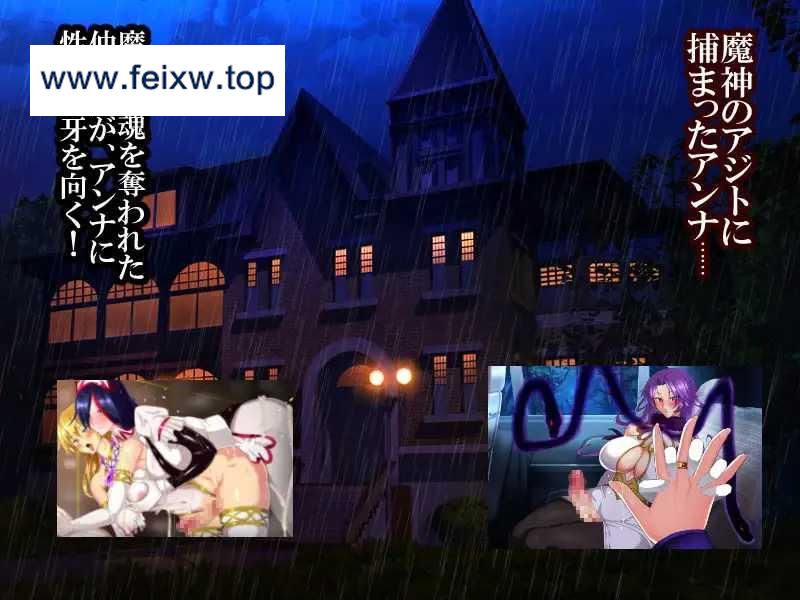 www.feixw.top
魔神のアジトに
捕まったアンナ……
魂を奪われた
が、アンナに
牙を向く!